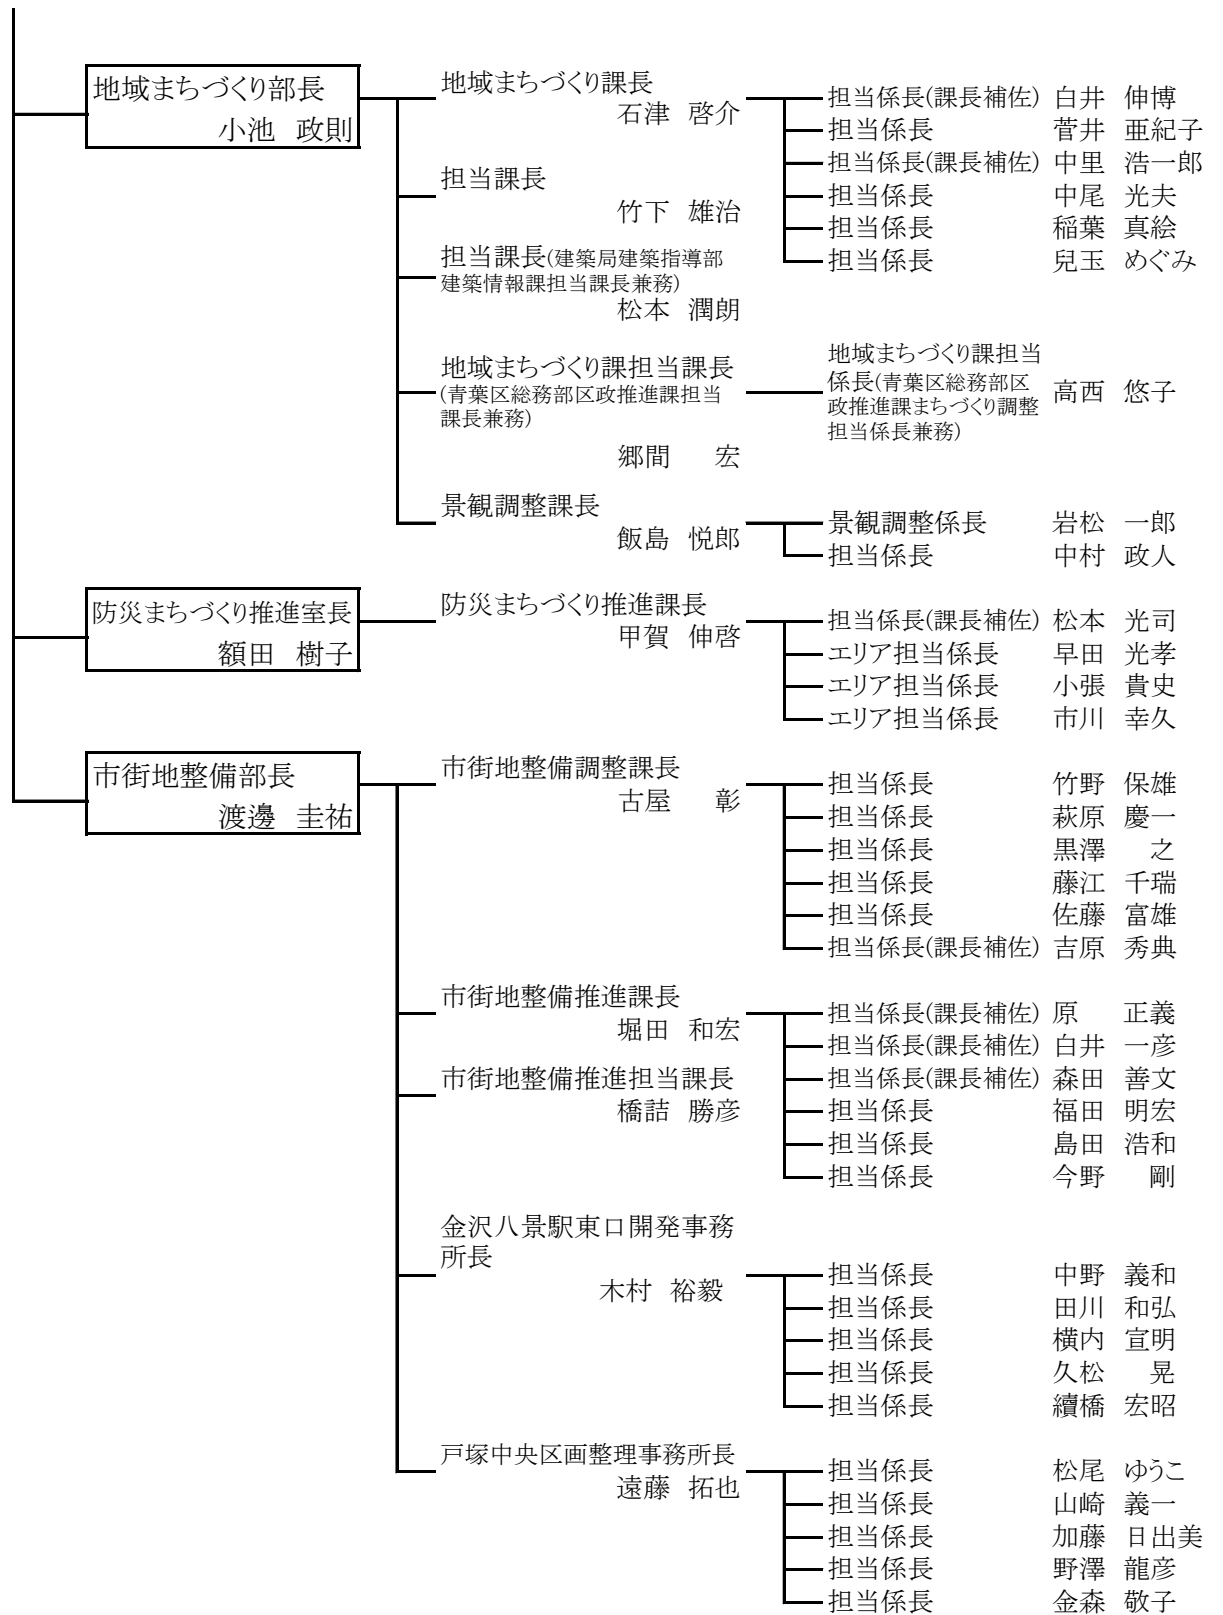 地域まちづくり部長
小池 政則
地域まちづくり課長
石津 啓介
担当係長(課長補佐) 白井 伸博
担当係長 菅井 亜紀子
担当係長(課長補佐) 中里 浩一郎
担当係長 中尾 光夫
担当係長 稲葉 真絵
担当係長 兒玉 めぐみ
担当課長
竹下 雄治
担当課長(建築局建築指導部
建築情報課担当課長兼務)
松本 潤朗
地域まちづくり課担当課長
(青葉区総務部区政推進課担当
課長兼務)
郷間 宏
地域まちづくり課担当
係長(青葉区総務部区
政推進課まちづくり調整
担当係長兼務)
高西 悠子
景観調整課長
飯島 悦郎
景観調整係長 岩松 一郎
担当係長 中村 政人
防災まちづくり推進室長
額田 樹子
防災まちづくり推進課長
甲賀 伸啓
担当係長(課長補佐) 松本 光司
エリア担当係長 早田 光孝
エリア担当係長 小張 貴史
エリア担当係長 市川 幸久
市街地整備部長
渡邊 圭祐
市街地整備調整課長
古屋 彰
担当係長 竹野 保雄
担当係長 萩原 慶一
担当係長 黒澤 之
担当係長 藤江 千瑞
担当係長 佐藤 富雄
担当係長(課長補佐) 吉原 秀典
市街地整備推進課長
堀田 和宏
市街地整備推進担当課長
橋詰 勝彦
担当係長(課長補佐) 原 正義
担当係長(課長補佐) 白井 一彦
担当係長(課長補佐) 森田 善文
担当係長 福田 明宏
担当係長 島田 浩和
担当係長 今野 剛
金沢八景駅東口開発事務
所長
木村 裕毅
担当係長 中野 義和
担当係長 田川 和弘
担当係長 横内 宣明
担当係長 久松 晃
担当係長 續橋 宏昭
戸塚中央区画整理事務所長
遠藤 拓也
担当係長 松尾 ゆうこ
担当係長 山崎 義一
担当係長 加藤 日出美
担当係長 野澤 龍彦
担当係長 金森 敬子